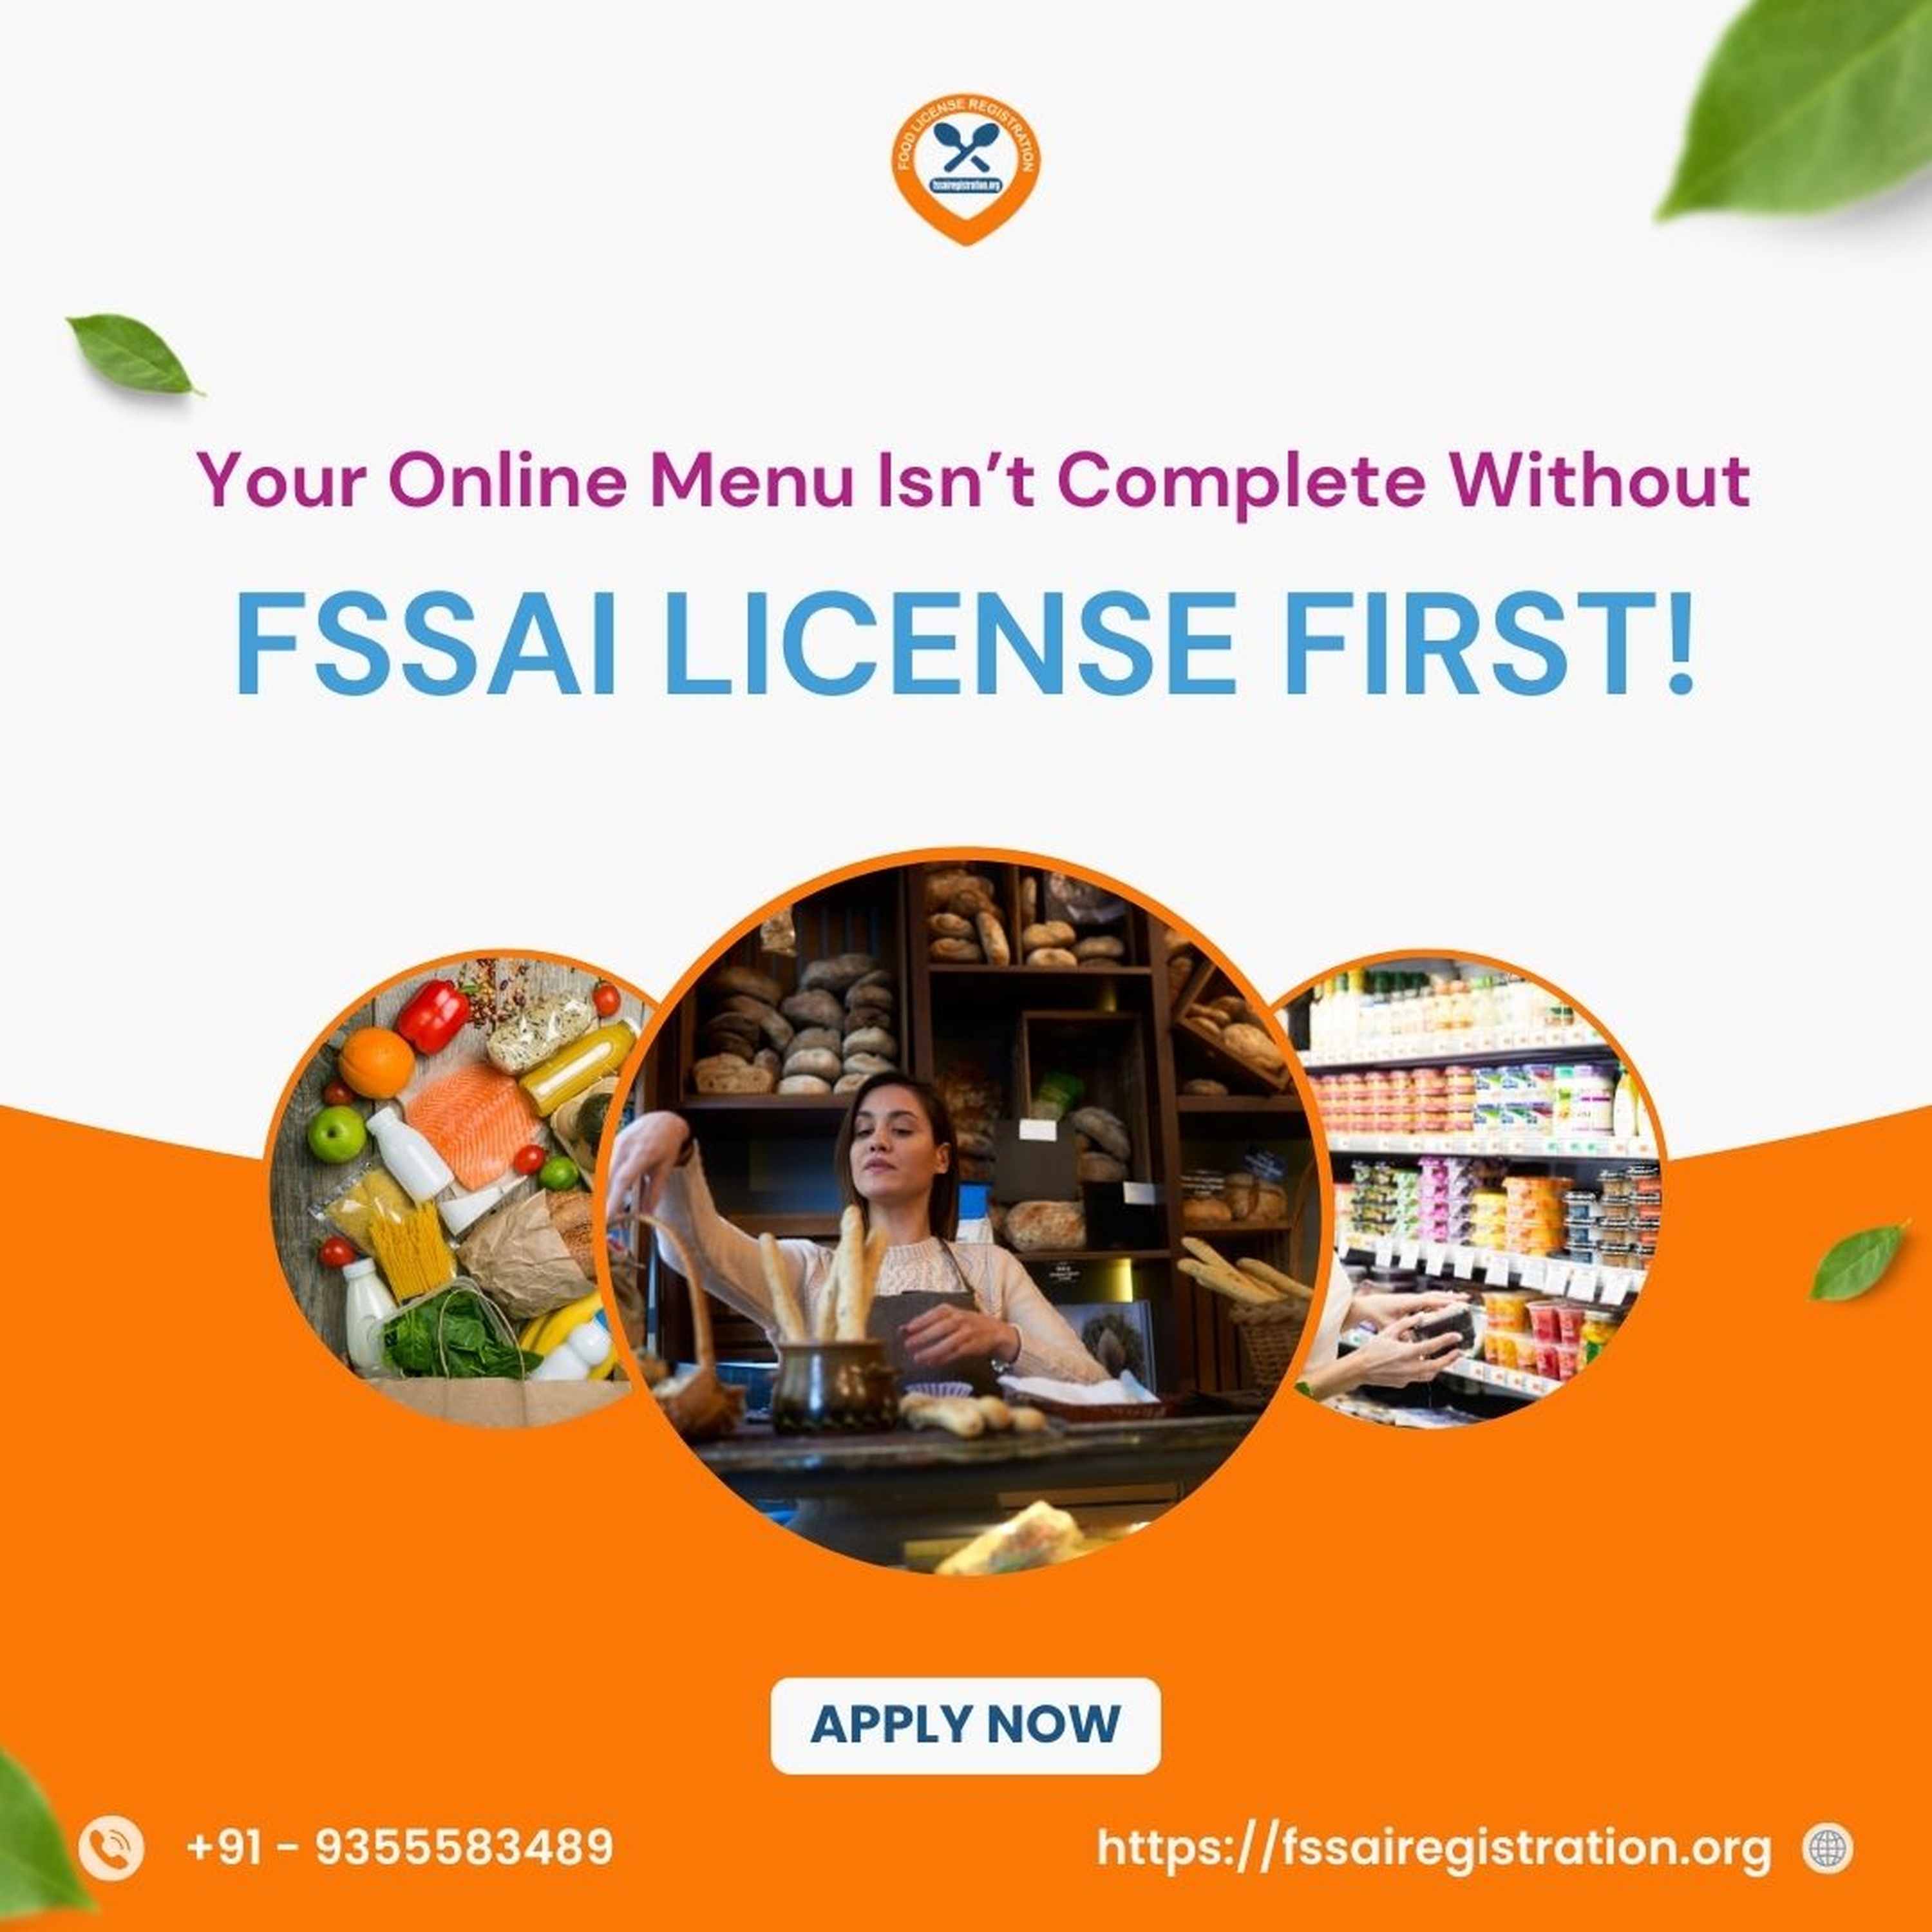 FOOD LICENSE REGISTRATION
fssairegistration.org
Your Online Menu Isn’t Complete Without
FSSAI LICENSE FIRST!
APPLY NOW
+91 - 9355583489
https://fssairegistration.org